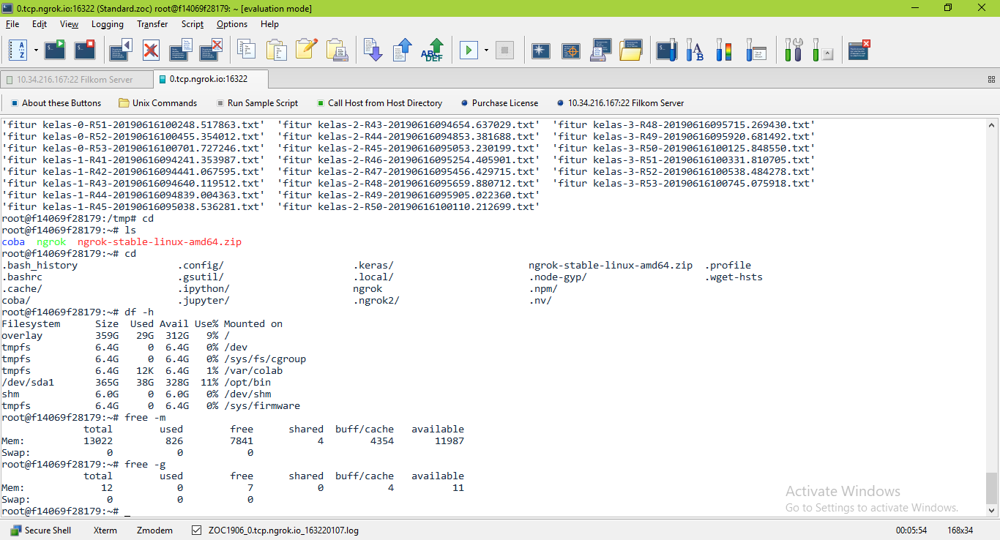 0.tcp.ngrok.io:16322 (Standard.zoc) root@f14069f28179: ~ [evaluation mode]
File Edit View Logging Transfer Script Options Help
10.34.216.167:22 Filkom Server 0.tcp.ngrok.io:16322
About these Buttons Unix Commands Run Sample Script Call Host from Host Directory Purchase License 10.34.216.167:22 Filkom Server
'fitur kelas-0-R51-20190616100248.517863.txt' 'fitur kelas-2-R43-20190616094654.637029.txt' 'fitur kelas-3-R48-20190616095715.269430.txt'
'fitur kelas-0-R52-20190616100455.354012.txt' 'fitur kelas-2-R44-20190616094853.381688.txt' 'fitur kelas-3-R49-20190616095920.681492.txt'
'fitur kelas-0-R53-20190616100701.727246.txt' 'fitur kelas-2-R45-20190616095053.230199.txt' 'fitur kelas-3-R50-20190616100125.848550.txt'
'fitur kelas-1-R41-20190616094241.353987.txt' 'fitur kelas-2-R46-20190616095254.405901.txt' 'fitur kelas-3-R51-20190616100331.810705.txt'
'fitur kelas-1-R42-20190616094441.067595.txt' 'fitur kelas-2-R47-20190616095456.429715.txt' 'fitur kelas-3-R52-20190616100538.484278.txt'
'fitur kelas-1-R43-20190616094640.119512.txt' 'fitur kelas-2-R48-20190616095659.880712.txt' 'fitur kelas-3-R53-20190616100745.075918.txt'
'fitur kelas-1-R44-20190616094839.004363.txt' 'fitur kelas-2-R49-20190616095905.022360.txt'
'fitur kelas-1-R45-20190616095038.536281.txt' 'fitur kelas-2-R50-20190616100110.212699.txt'
root@f14069f28179:/tmp# cd
root@f14069f28179:~# ls
coba ngrok ngrok-stable-linux-amd64.zip
root@f14069f28179:~# cd
.bash_history .config/ .keras/ ngrok-stable-linux-amd64.zip .profile
.bashrc .gsutil/ .local/ .node-gyp/ .wget-hsts
.cache/ .ipython/ ngrok .npm/
coba/ .jupyter/ .ngrok2/ .nv/
root@f14069f28179:~# df -h
Filesystem Size Used Avail Use% Mounted on
overlay 359G 29G 312G 9% /
tmpfs 6.4G 0 6.4G 0% /dev
tmpfs 6.4G 0 6.4G 0% /sys/fs/cgroup
tmpfs 6.4G 12K 6.4G 1% /var/colab
/dev/sda1 365G 38G 328G 11% /opt/bin
shm 6.0G 0 6.0G 0% /dev/shm
tmpfs 6.4G 0 6.4G 0% /sys/firmware
root@f14069f28179:~# free -m
total used free shared buff/cache available
Mem: 13022 826 7841 4 4354 11987
Swap: 0 0 0
root@f14069f28179:~# free -g
total used free shared buff/cache available
Mem: 12 0 7 0 4 11
Swap: 0 0 0
root@f14069f28179:~# _
Activate Windows
Go to Settings to activate Windows.
Secure Shell Xterm Zmodem ZOC1906_0.tcp.ngrok.io_163220107.log 00:05:54 168x34